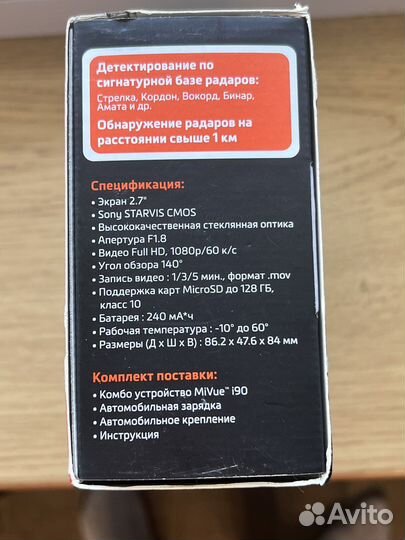 Детектирование по
сигнатурной базе радаров:
Стрелка, Кордон, Вокорд, Бинар,
Амата и др.
Обнаружение радаров на
расстоянии свыше 1 км
Спецификация:
• Экран 2.7"
• Sony STARVIS CMOS
• Высококачественная стеклянная оптика
• Апертура F1.8
• Видео Full HD, 1080p/60 к/с
• Угол обзора 140°
• Запись видео : 1/3/5 мин., формат .mov
• Поддержка карт MicroSD до 128 ГБ,
класс 10
• Батарея : 240 мА*ч
• Рабочая температура : -10° до 60°
• Размеры (Д x Ш x В) : 86.2 x 47.6 x 84 мм
Комплект поставки:
• Комбо устройство MiVue™ i90
• Автомобильная зарядка
• Автомобильное крепление
• Инструкция
Avito